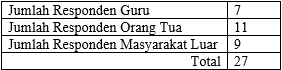 Jumlah Responden Guru 7
Jumlah Responden Orang Tua 11
Jumlah Responden Masyarakat Luar 9
Total 27